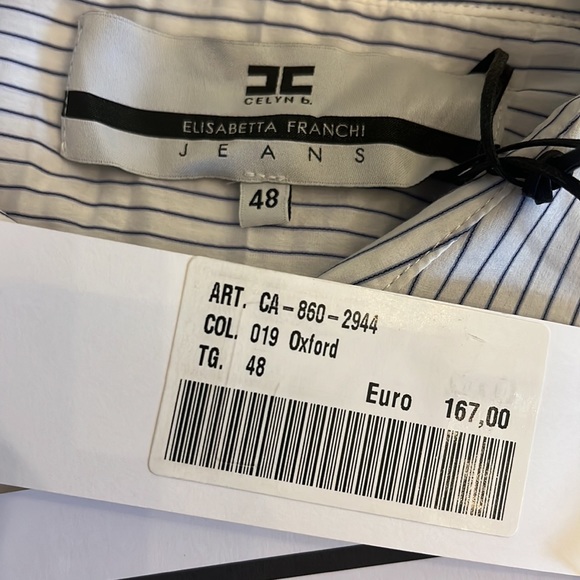 CELYN b.
ELISABETTA FRANCHI
JEANS
48
ART. CA-860-2944
COL. 019 Oxford
TG. 48
Euro 167,00